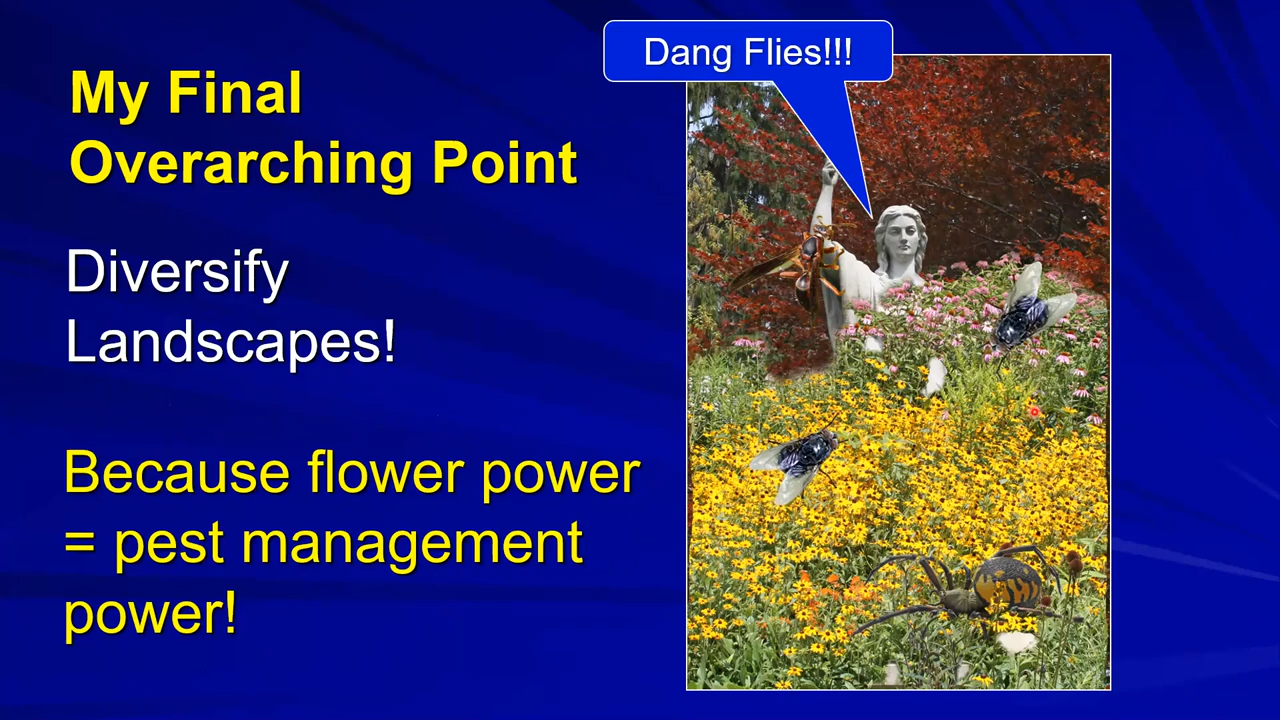 My Final
Overarching Point
Dang Flies!!!
Diversify
Landscapes!
Because flower power
= pest management
power!